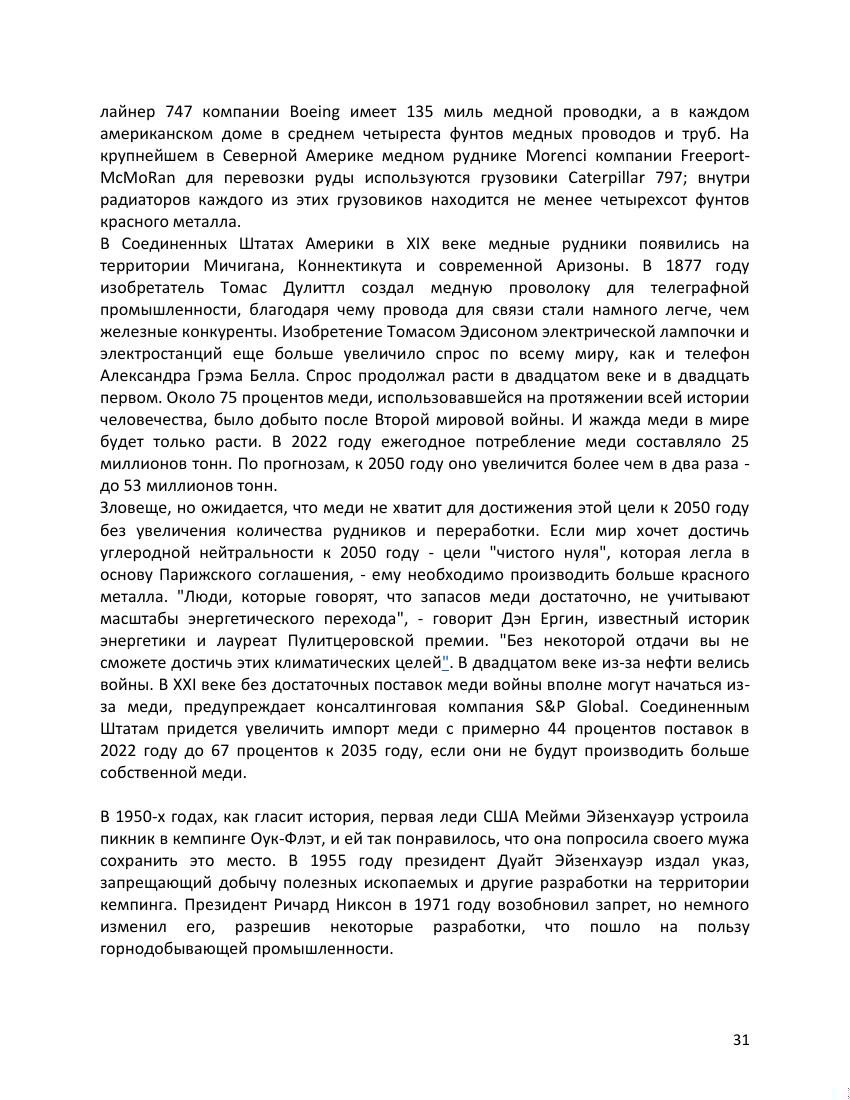 лайнер 747 компании Boeing имеет 135 миль медной проводки, а в каждом
американском доме в среднем четыреста фунтов медных проводов и труб. На
крупнейшем в Северной Америке медном руднике Morenci компании Freeport-
McMoRan для перевозки руды используются грузовики Caterpillar 797; внутри
радиаторов каждого из этих грузовиков находится не менее четырехсот фунтов
красного металла.
В Соединенных Штатах Америки в XIX веке медные рудники появились на
территории Мичигана, Коннектикута и современной Аризоны. В 1877 году
изобретатель Томас Дулиттл создал медную проволоку для телеграфной
промышленности, благодаря чему провода для связи стали намного легче, чем
железные конкуренты. Изобретение Томасом Эдисоном электрической лампочки и
электростанций еще больше увеличило спрос по всему миру, как и телефон
Александра Грэма Белла. Спрос продолжал расти в двадцатом веке и в двадцать
первом. Около 75 процентов меди, использовавшейся на протяжении всей истории
человечества, было добыто после Второй мировой войны. И жажда меди в мире
будет только расти. В 2022 году ежегодное потребление меди составляло 25
миллионов тонн. По прогнозам, к 2050 году оно увеличится более чем в два раза -
до 53 миллионов тонн.
Зловеще, но ожидается, что меди не хватит для достижения этой цели к 2050 году
без увеличения количества рудников и переработки. Если мир хочет достичь
углеродной нейтральности к 2050 году - цели "чистого нуля", которая легла в
основу Парижского соглашения, - ему необходимо производить больше красного
металла. "Люди, которые говорят, что запасов меди достаточно, не учитывают
масштабы энергетического перехода", - говорит Дэн Ергин, известный историк
энергетики и лауреат Пулитцеровской премии. "Без некоторой отдачи вы не
сможете достичь этих климатических целей". В двадцатом веке из-за нефти велись
войны. В XXI веке без достаточных поставок меди войны вполне могут начаться из-
за меди, предупреждает консалтинговая компания S&P Global. Соединенным
Штатам придется увеличить импорт меди с примерно 44 процентов поставок в
2022 году до 67 процентов к 2035 году, если они не будут производить больше
собственной меди.
В 1950-х годах, как гласит история, первая леди США Мейми Эйзенхауэр устроила
пикник в кемпинге Оук-Флэт, и ей так понравилось, что она попросила своего мужа
сохранить это место. В 1955 году президент Дуайт Эйзенхауэр издал указ,
запрещающий добычу полезных ископаемых и другие разработки на территории
кемпинга. Президент Ричард Никсон в 1971 году возобновил запрет, но немного
изменил его, разрешив некоторые разработки, что пошло на пользу
горнодобывающей промышленности.
31